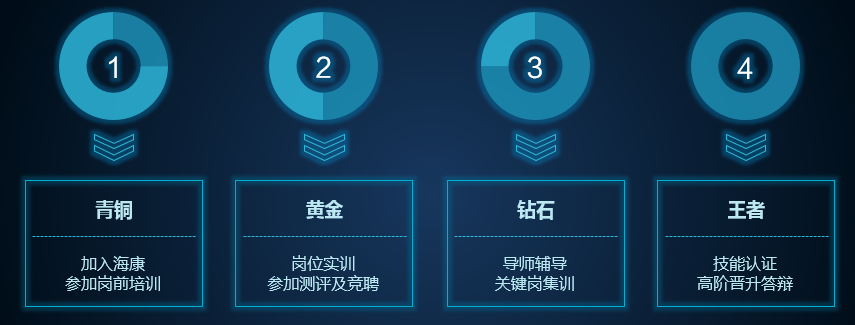 1
2
3
4
青铜
加入海康
参加岗前培训
黄金
岗位实训
参加测评及竞聘
钻石
导师辅导
关键岗集训
王者
技能认证
高阶晋升答辩